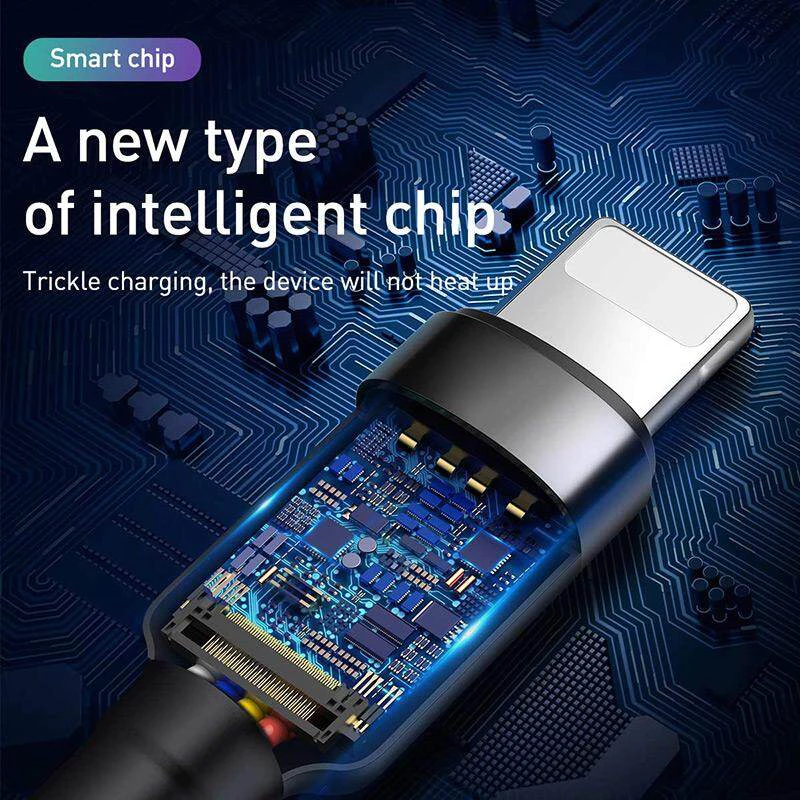 Smart chip
A new type
of intelligent chip
Trickle charging, the device will not heat up